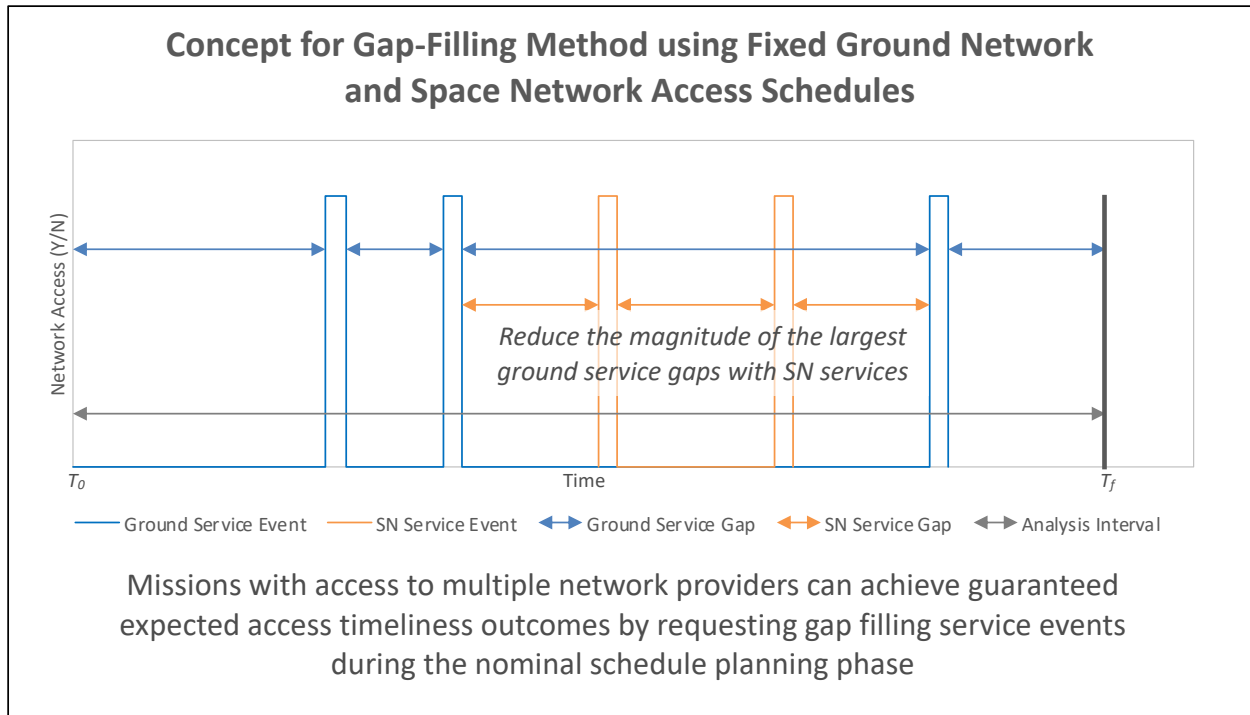 Concept for Gap-Filling Method using Fixed Ground Network
and Space Network Access Schedules
Network Access (Y/N)
Reduce the magnitude of the largest
ground service gaps with SN services
T0
Time
Tf
Ground Service Event
SN Service Event
Ground Service Gap
SN Service Gap
Analysis Interval
Missions with access to multiple network providers can achieve guaranteed
expected access timeliness outcomes by requesting gap filling service events
during the nominal schedule planning phase